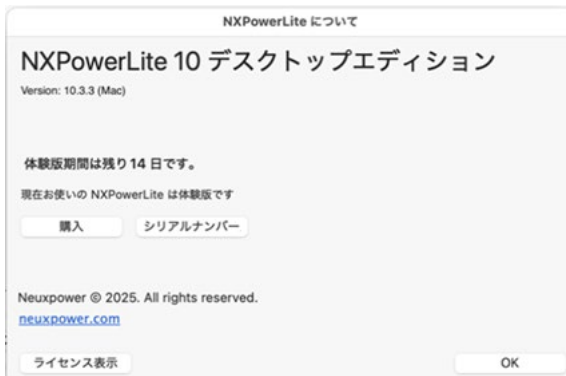 NXPowerLite について
NXPowerLite 10 デスクトップエディション
Version: 10.3.3 (Mac)
体験版期間は残り 14 日です。
現在お使いの NXPowerLite は体験版です
購入 シリアルナンバー
Neuxpower © 2025. All rights reserved.
neuxpower.com
ライセンス表示 OK